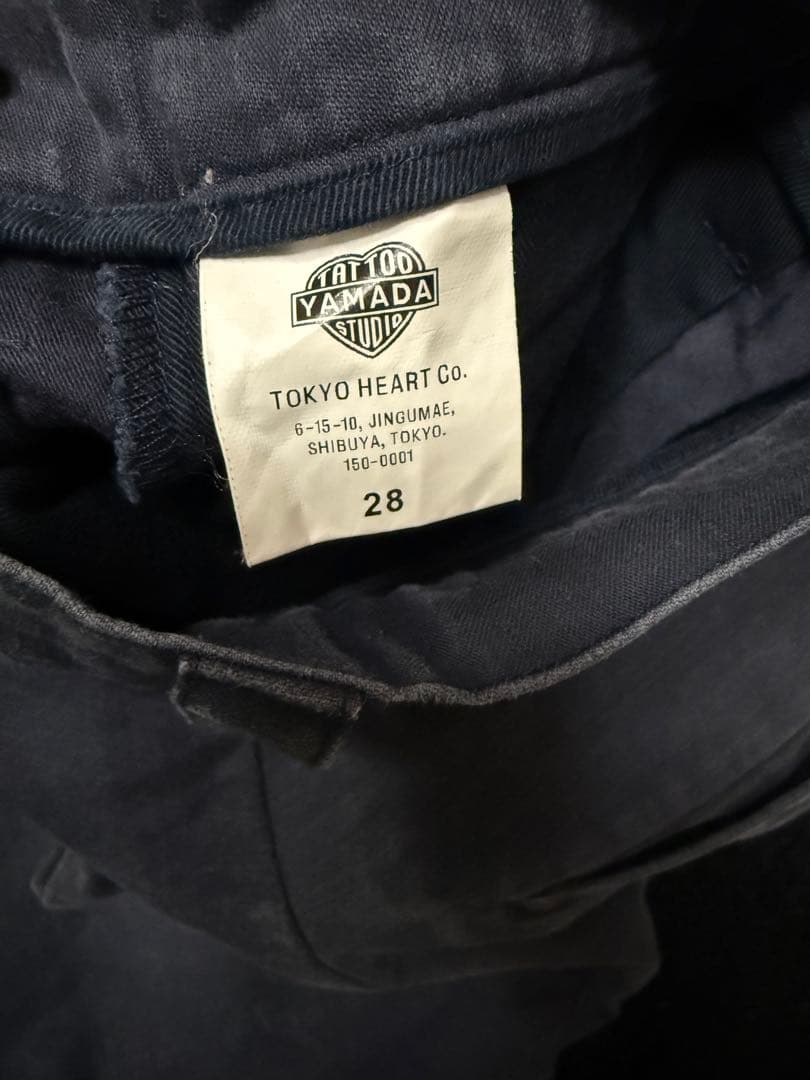 TATTOO
YAMADA
STUDIO
TOKYO HEART Co.
6-15-10, JINGUMAE,
SHIBUYA, TOKYO.
150-0001
28